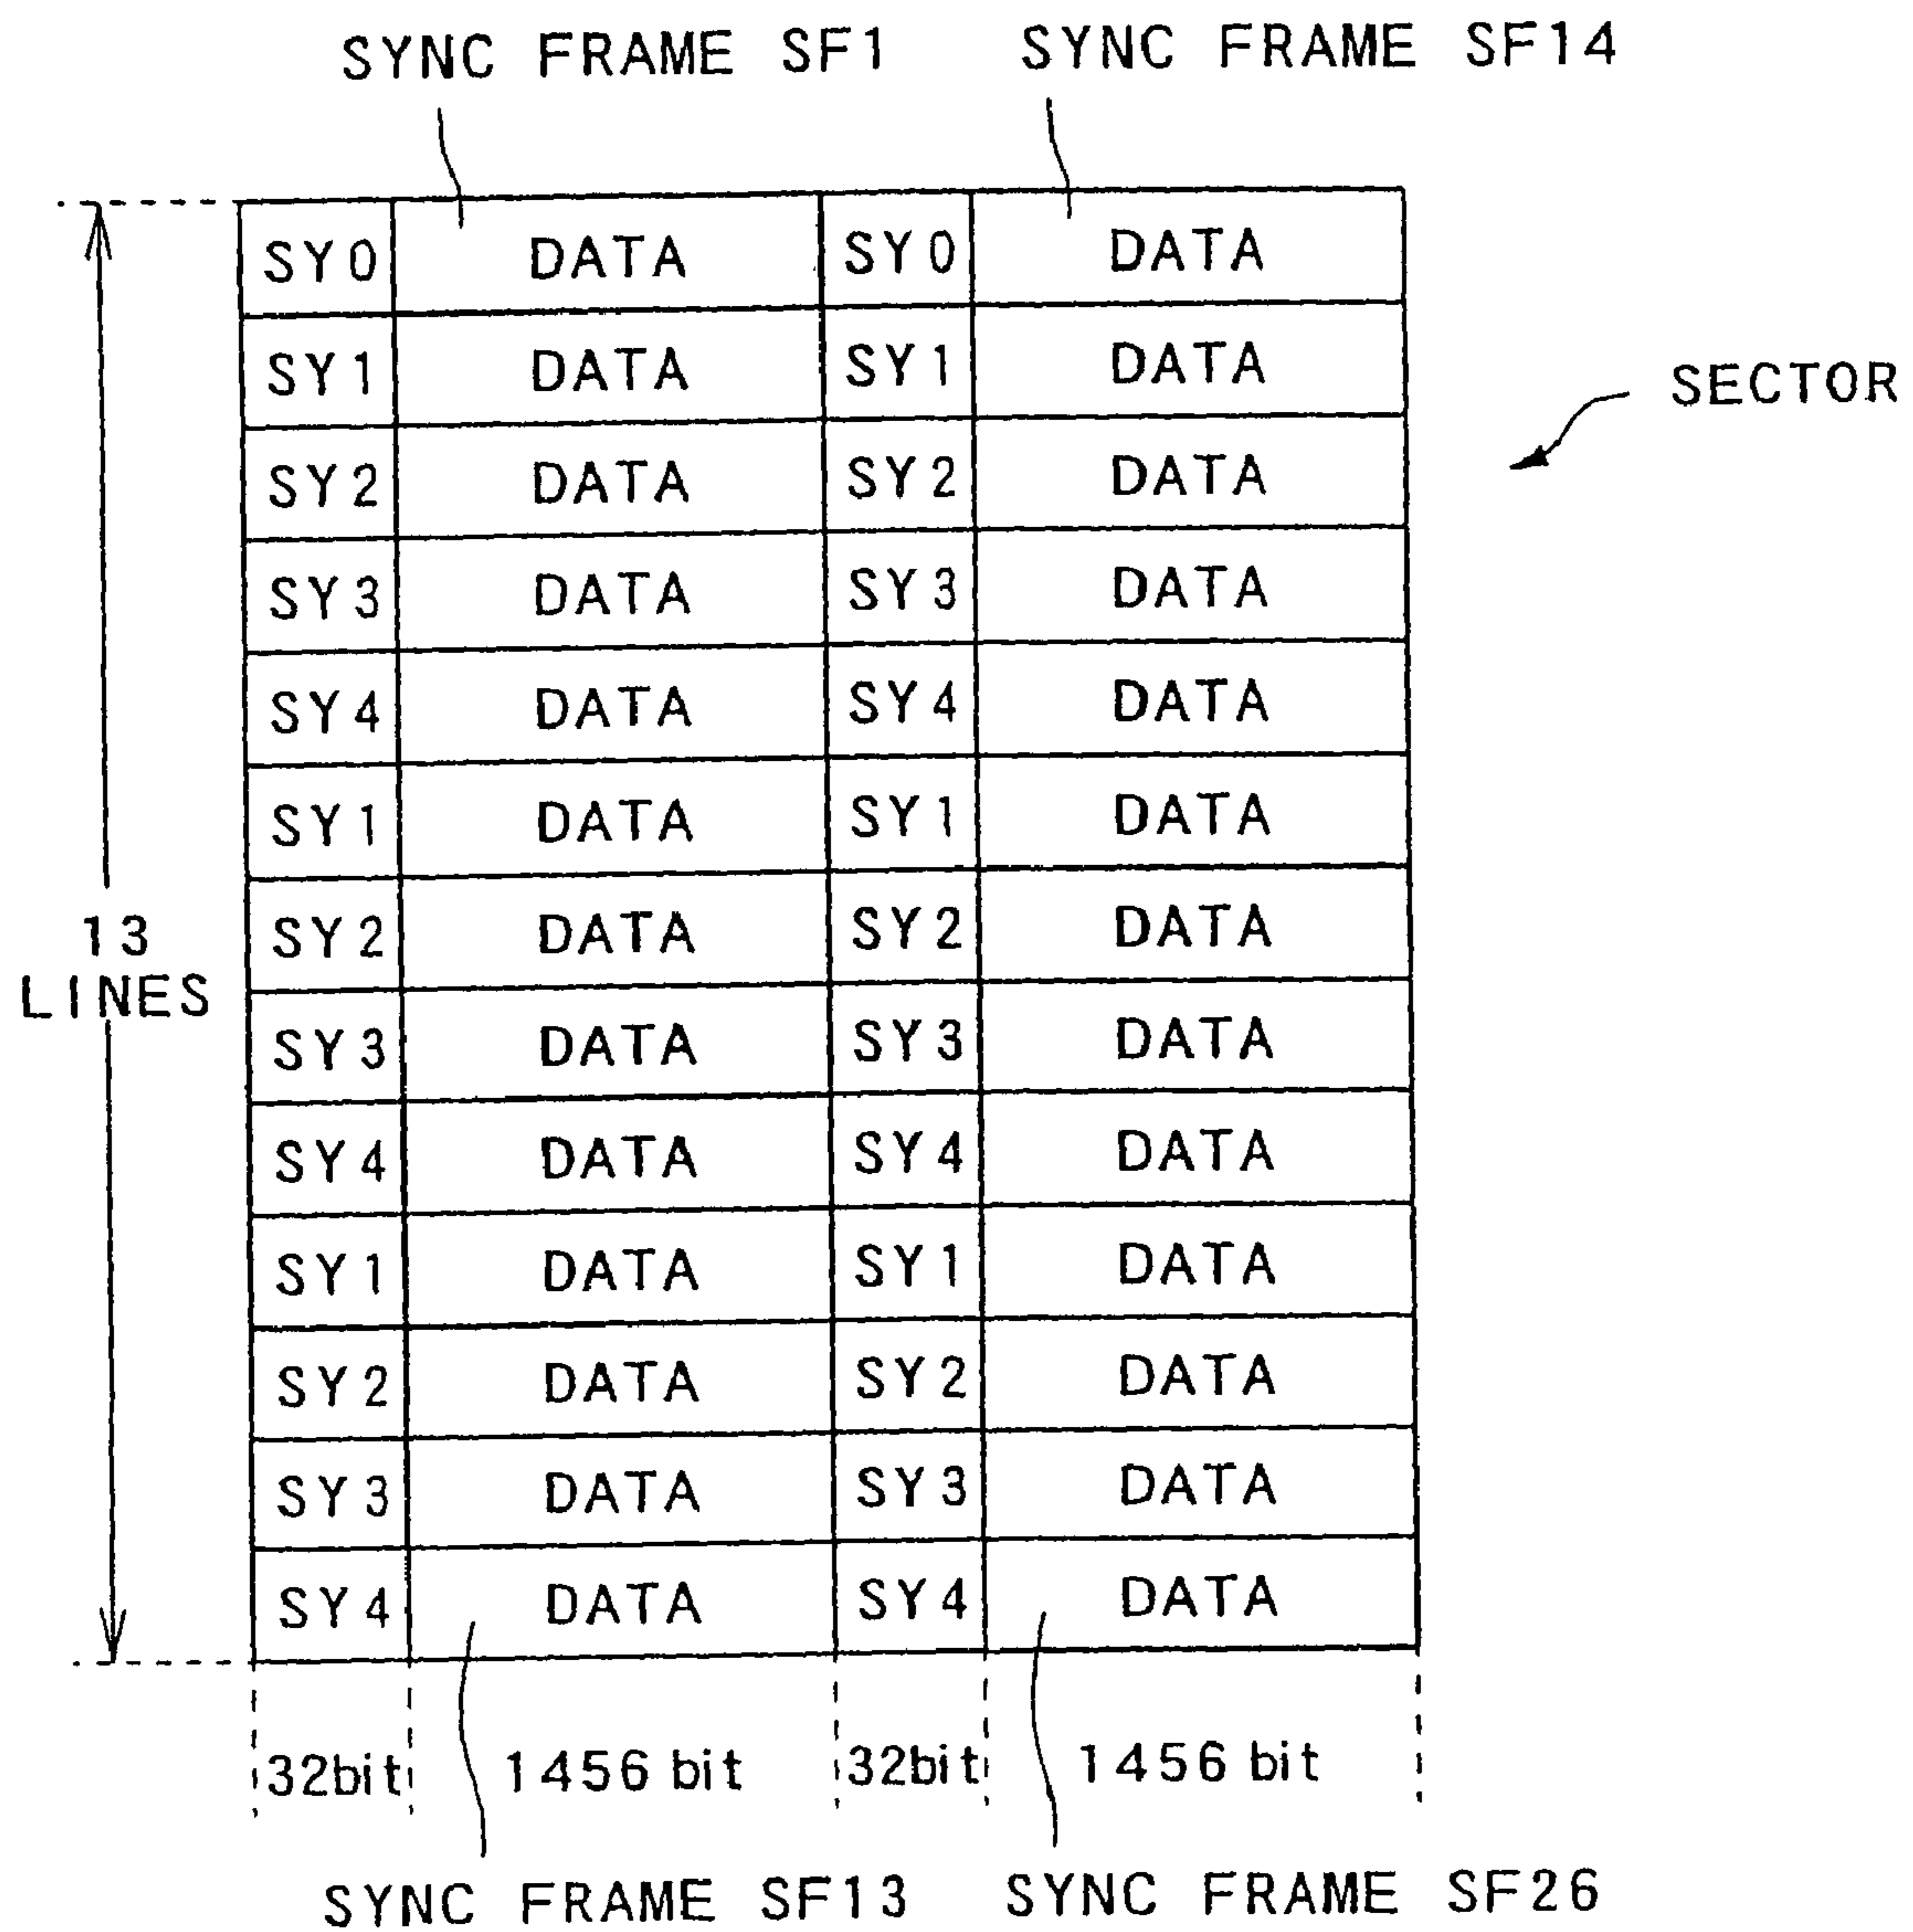 SYNC FRAME SF1 SYNC FRAME SF14
SY0 DATA SY0 DATA
SY1 DATA SY1 DATA
SECTOR
SY2 DATA SY2 DATA
SY3 DATA SY3 DATA
SY4 DATA SY4 DATA
SY1 DATA SY1 DATA
SY2 DATA SY2 DATA
13
LINES
SY3 DATA SY3 DATA
SY4 DATA SY4 DATA
SY1 DATA SY1 DATA
SY2 DATA SY2 DATA
SY3 DATA SY3 DATA
SY4 DATA SY4 DATA
32bit 1456 bit 32bit 1456 bit
SYNC FRAME SF13 SYNC FRAME SF26